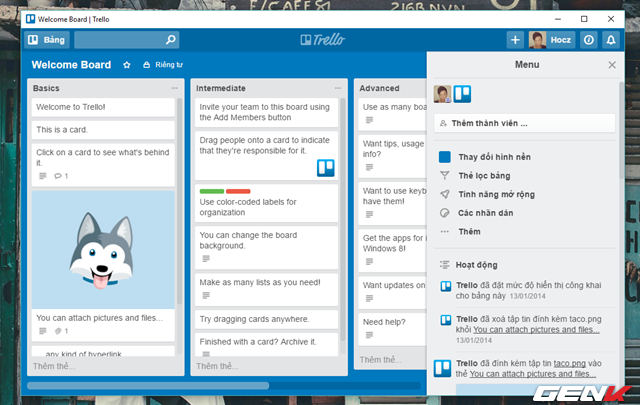 E/CAFEST
216B NVN
Welcome Board | Trello
Bảng
Trello
Hocz
Welcome Board
Riêng tư
Basics
Welcome to Trello!
This is a card.
Click on a card to see what's behind
it.
1
You can attach pictures and files...
1
... any kind of hyperlink
Thêm thẻ...
Intermediate
Invite your team to this board using
the Add Members button
Drag people onto a card to indicate
that they're responsible for it.
Use color-coded labels for
organization
You can change the board
background.
Make as many lists as you need!
Try dragging cards anywhere.
Finished with a card? Archive it.
Thêm thẻ...
Advanced
Use as many boa
Want tips, usage
info?
Want to use keyb
have them!
Get the apps for i
Windows 8!
Want updates on
Need help?
Thêm thẻ...
Menu
Thêm thành viên ...
Thay đổi hình nền
Thẻ lọc bảng
Tính năng mở rộng
Các nhãn dán
Thêm
Hoạt động
Trello đã đặt mức độ hiển thị công khai
cho bảng này 13/01/2014
Trello đã xoá tập tin đính kèm taco.png
khỏi You can attach pictures and files...
13/01/2014
Trello đã đính kèm tập tin taco.png vào
thẻ You can attach pictures and files...
GENK